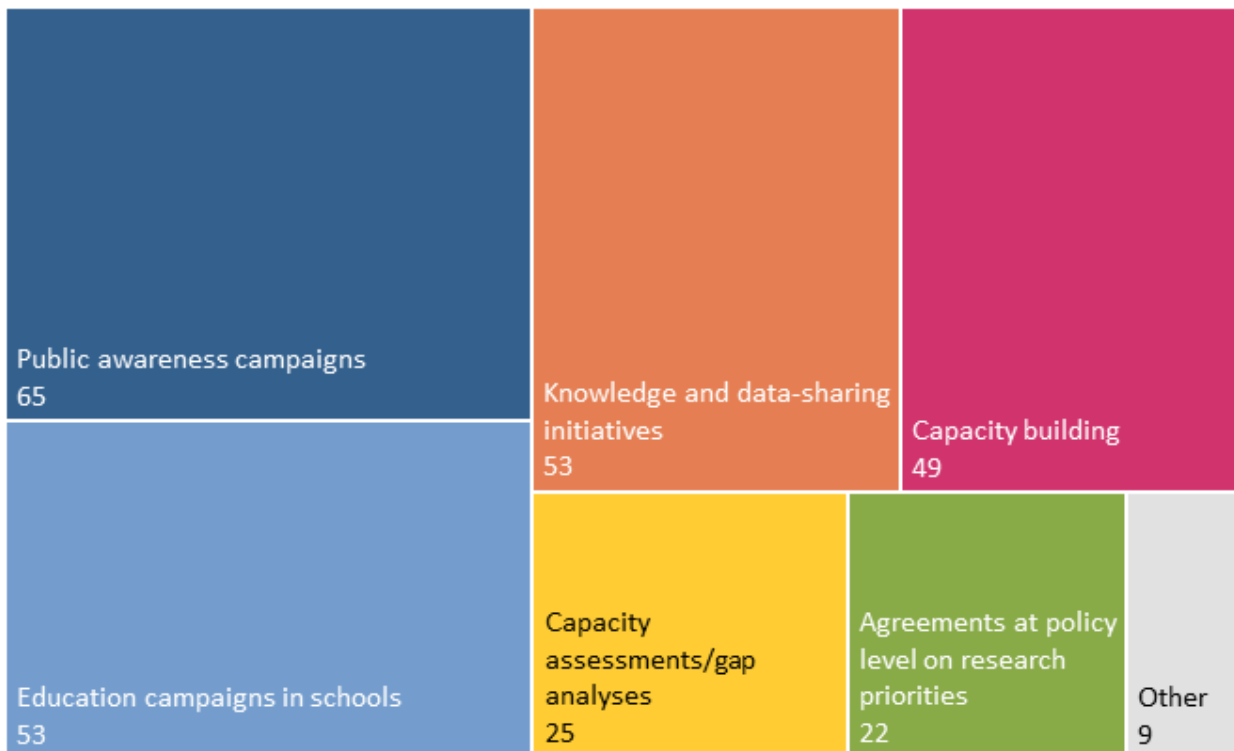 Public awareness campaigns
65
Education campaigns in schools
53
Knowledge and data-sharing
initiatives
53
Capacity building
49
Capacity
assessments/gap
analyses
25
Agreements at policy
level on research
priorities
22
Other
9